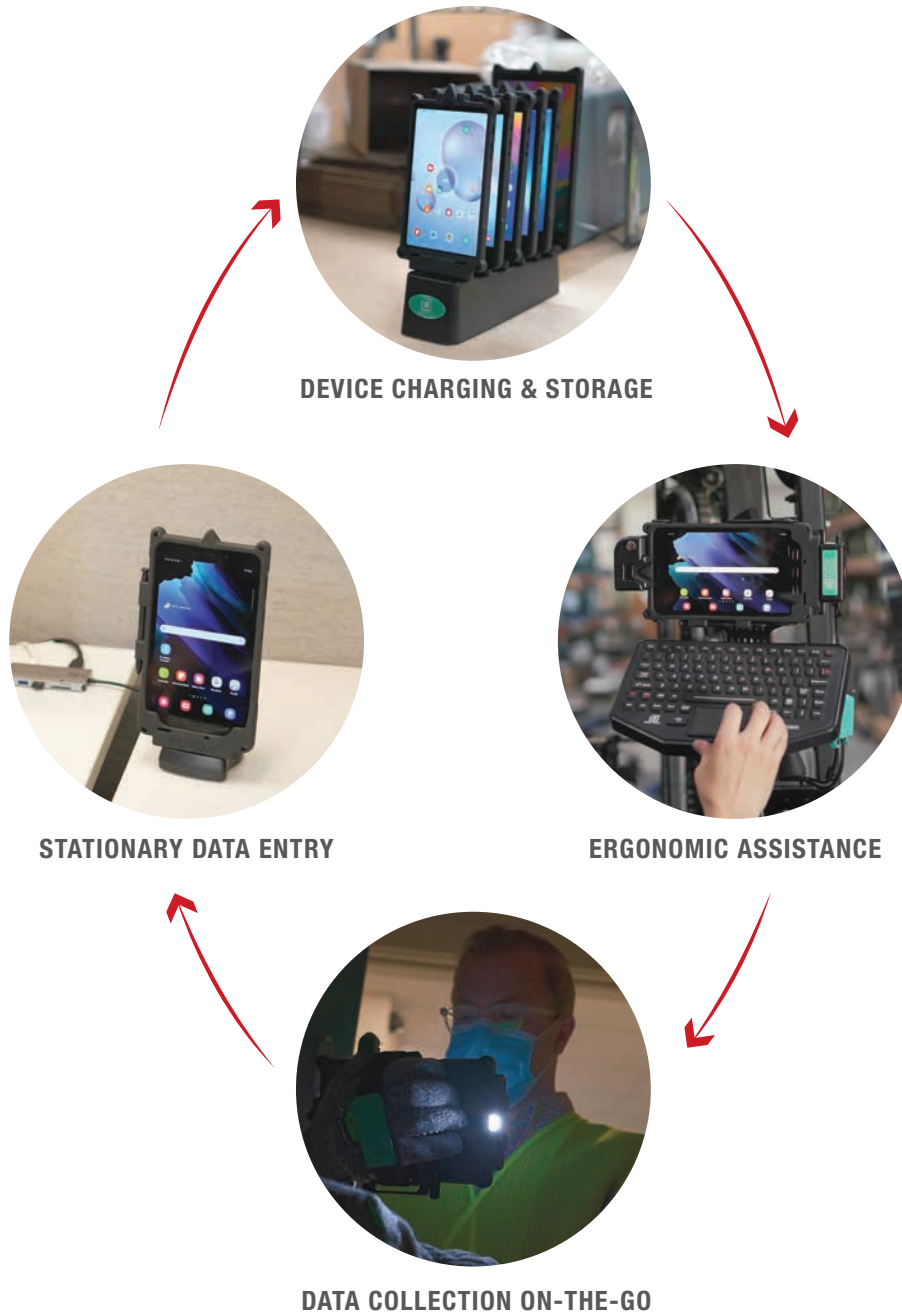 DEVICE CHARGING & STORAGE
STATIONARY DATA ENTRY
ERGONOMIC ASSISTANCE
DATA COLLECTION ON-THE-GO